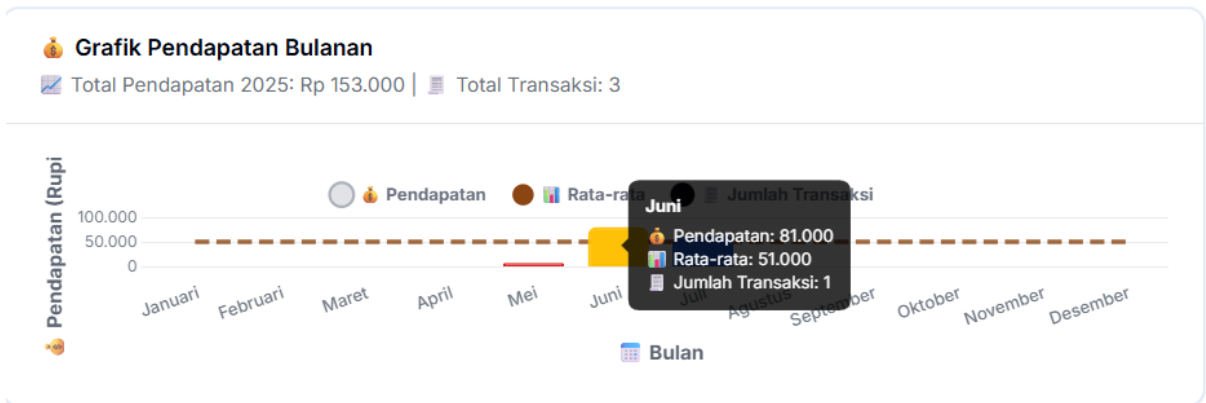 💰 Grafik Pendapatan Bulanan
📈 Total Pendapatan 2025: Rp 153.000 | 🧾 Total Transaksi: 3
💰 Pendapatan
📊 Rata-rata
🧾 Jumlah Transaksi
💰 Pendapatan (Rupi
100.000
50.000
0
Juni
💰 Pendapatan: 81.000
📊 Rata-rata: 51.000
🧾 Jumlah Transaksi: 1
Januari Februari Maret April Mei Juni Juli Agustus September Oktober November Desember
📅 Bulan